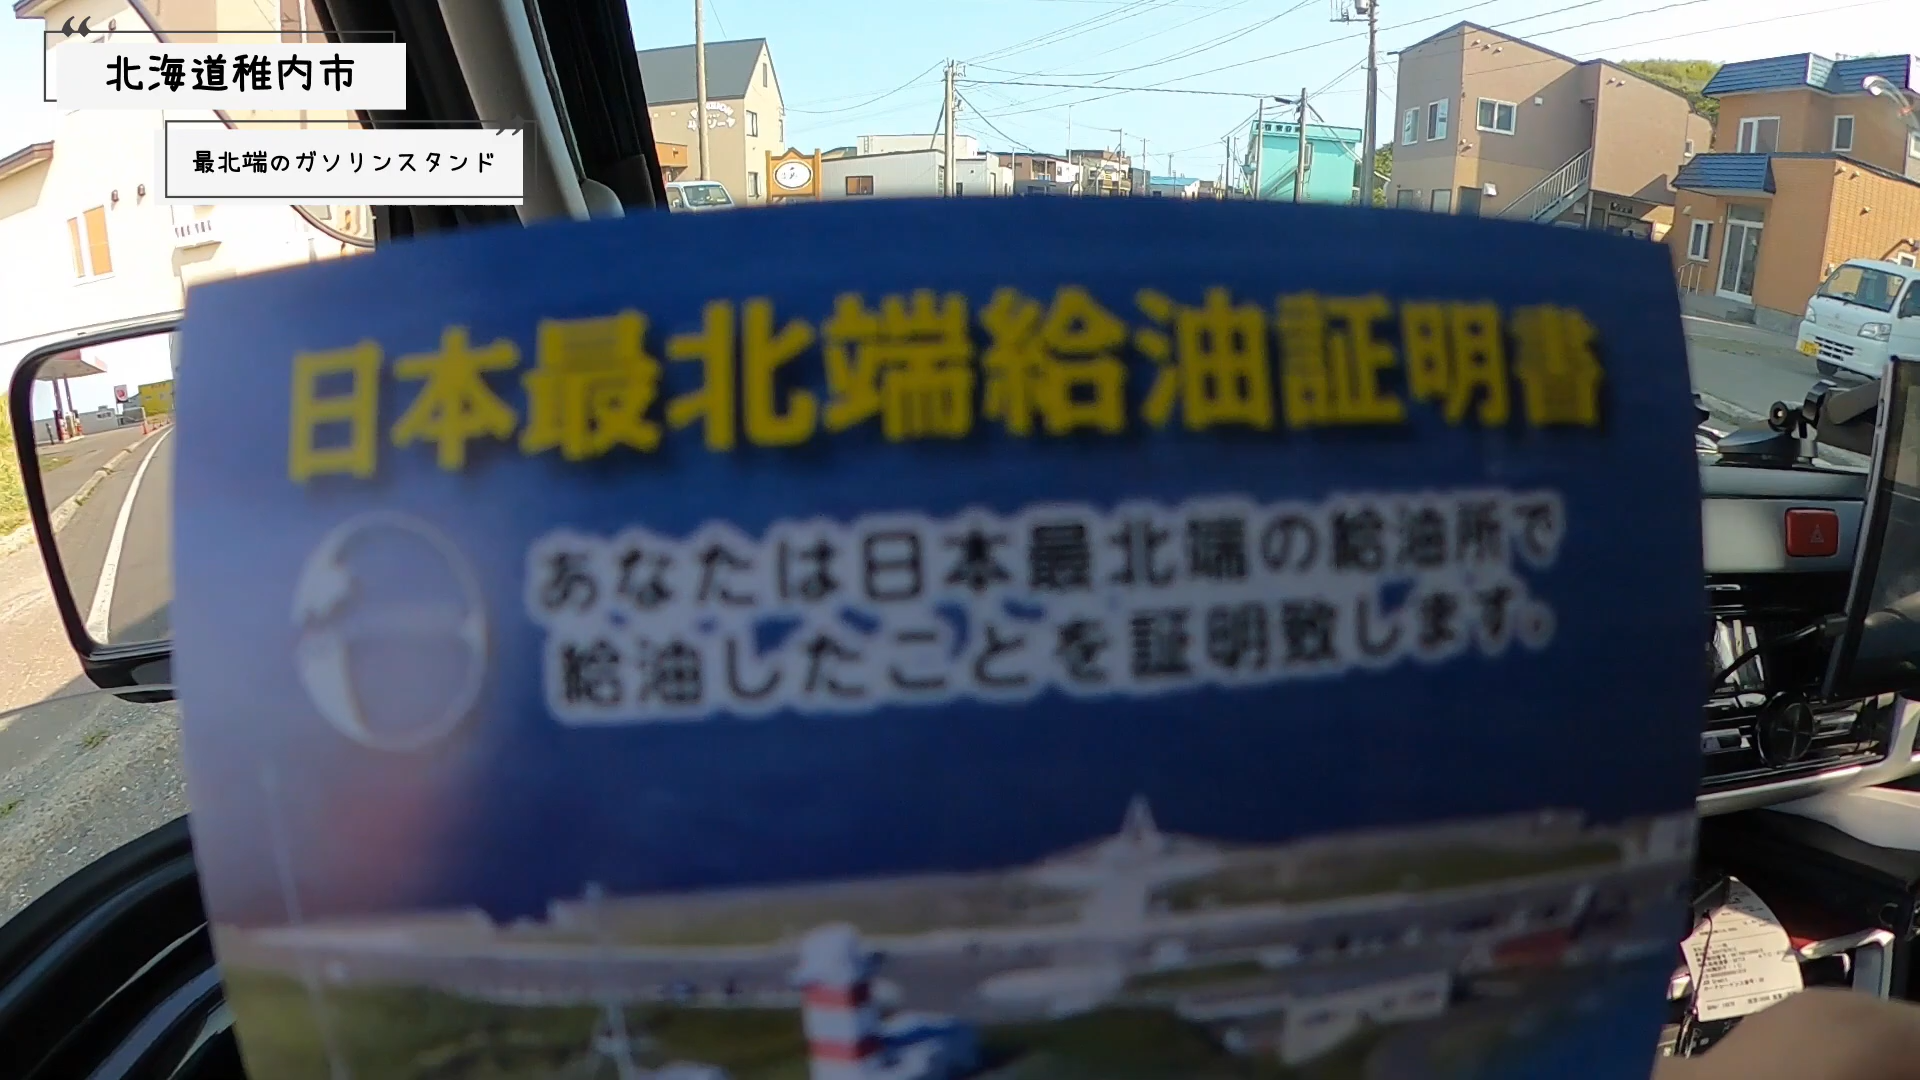 北海道稚内市
最北端のガソリンスタンド
日本最北端給油証明書
あなたは日本最北端の給油所で
給油したことを証明致します。